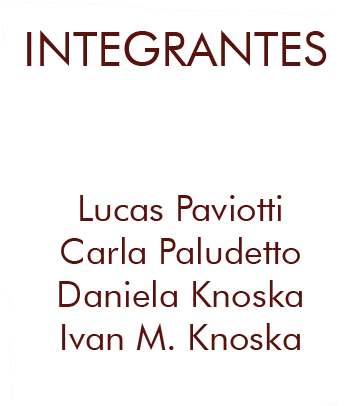 INTEGRANTES
Lucas Paviotti
Carla Paludetto
Daniela Knoska
Ivan M. Knoska